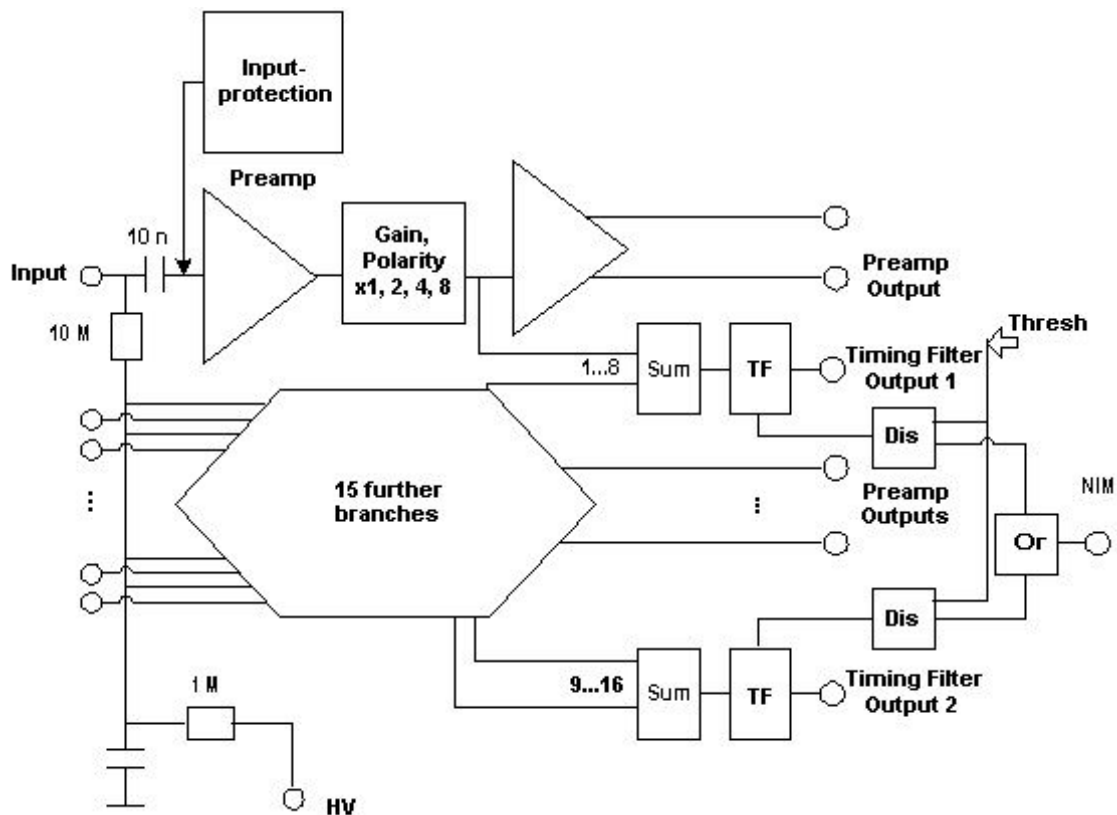 Input-
protection
Preamp
10 n
Gain,
Polarity
x1, 2, 4, 8
Input
Preamp
Output
10 M
Thresh
1...8
Sum
TF
Timing Filter
Output 1
Dis
15 further
branches
Preamp
Outputs
NIM
Or
Dis
9...16
Sum
TF
Timing Filter
Output 2
1 M
HV